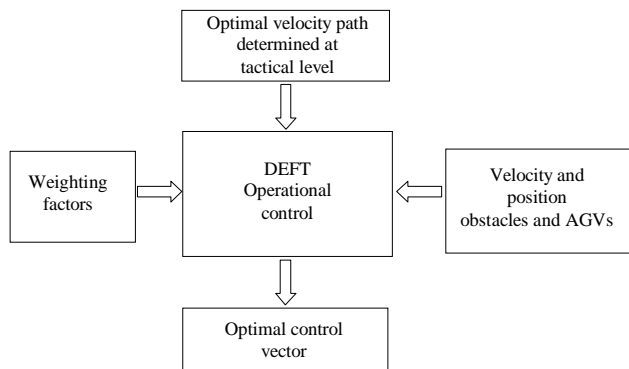 Optimal velocity path
determined at
tactical level
Weighting
factors
DEFT
Operational
control
Velocity and
position
obstacles and AGVs
Optimal control
vector